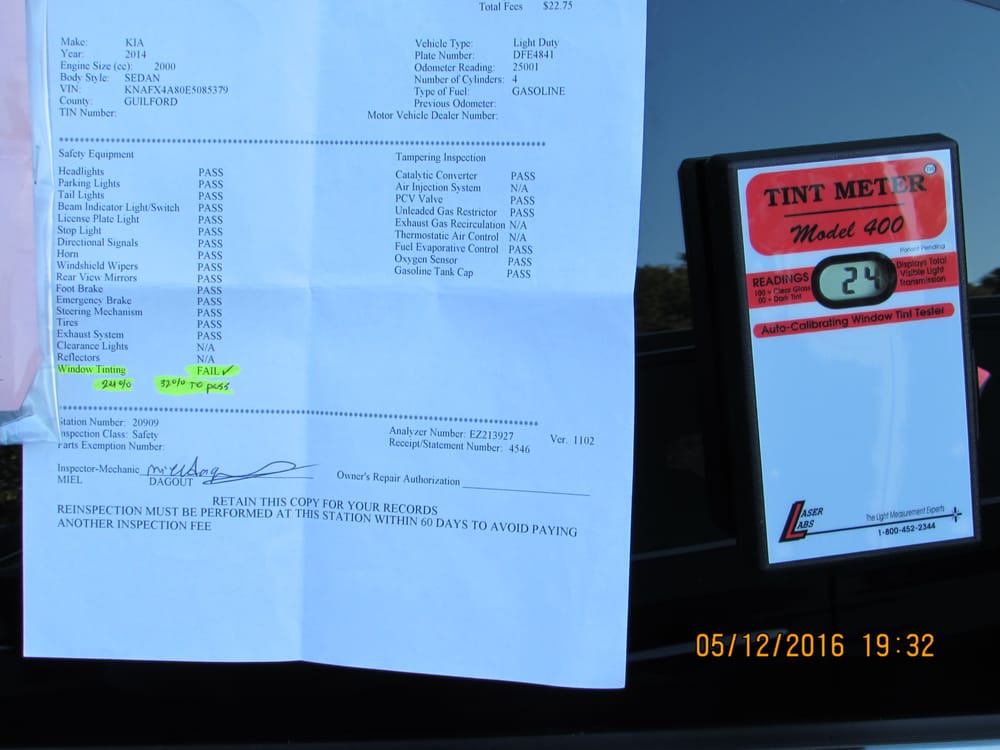 Total Fees $22.75
Make: KIA
Year: 2014
Engine Size (cc): 2000
Body Style: SEDAN
VIN: KNAFX4A80E5085379
County: GUILFORD
TIN Number:
Vehicle Type: Light Duty
Plate Number: DFE4841
Odometer Reading: 25001
Number of Cylinders: 4
Type of Fuel: GASOLINE
Previous Odometer:
Motor Vehicle Dealer Number:
Safety Equipment
Headlights PASS
Parking Lights PASS
Tail Lights PASS
Beam Indicator Light/Switch PASS
License Plate Light PASS
Stop Light PASS
Directional Signals PASS
Horn PASS
Windshield Wipers PASS
Rear View Mirrors PASS
Foot Brake PASS
Emergency Brake PASS
Steering Mechanism PASS
Tires PASS
Exhaust System PASS
Clearance Lights N/A
Reflectors N/A
Window Tinting FAIL ✓
24% 32% TO pass
Tampering Inspection
Catalytic Converter PASS
Air Injection System N/A
PCV Valve PASS
Unleaded Gas Restrictor PASS
Exhaust Gas Recirculation N/A
Thermostatic Air Control N/A
Fuel Evaporative Control PASS
Oxygen Sensor PASS
Gasoline Tank Cap PASS
Station Number: 20909
Inspection Class: Safety
Parts Exemption Number:
Analyzer Number: EZ213927
Receipt/Statement Number: 4546
Ver. 1102
Inspector-Mechanic
MIEL DAGOUT
Owner's Repair Authorization
RETAIN THIS COPY FOR YOUR RECORDS
REINSPECTION MUST BE PERFORMED AT THIS STATION WITHIN 60 DAYS TO AVOID PAYING
ANOTHER INSPECTION FEE
TINT METER TM
Model 400
Patent Pending
READINGS
100 = Clear Glass
00 = Dark Tint
24
Displays Total
Visible Light
Transmission
Auto-Calibrating Window Tint Tester
LASER
LABS
The Light Measurement Experts
1-800-452-2344
05/12/2016 19:32